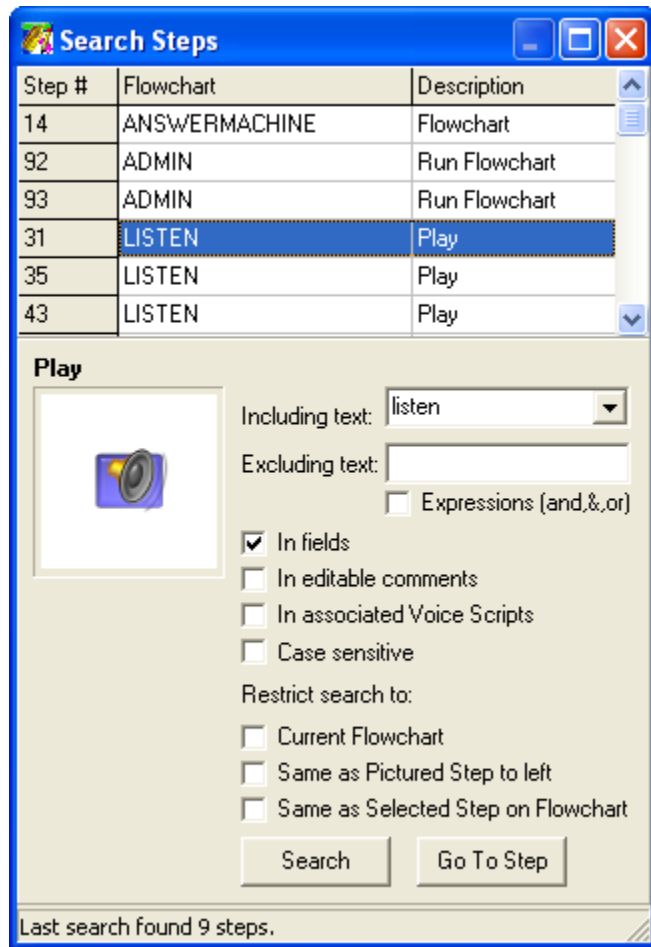 Search Steps
Step # Flowchart Description
14 ANSWERMACHINE Flowchart
92 ADMIN Run Flowchart
93 ADMIN Run Flowchart
31 LISTEN Play
35 LISTEN Play
43 LISTEN Play
Play
Including text: listen
Excluding text:
Expressions (and,&,or)
In fields
In editable comments
In associated Voice Scripts
Case sensitive
Restrict search to:
Current Flowchart
Same as Pictured Step to left
Same as Selected Step on Flowchart
Search Go To Step
Last search found 9 steps.